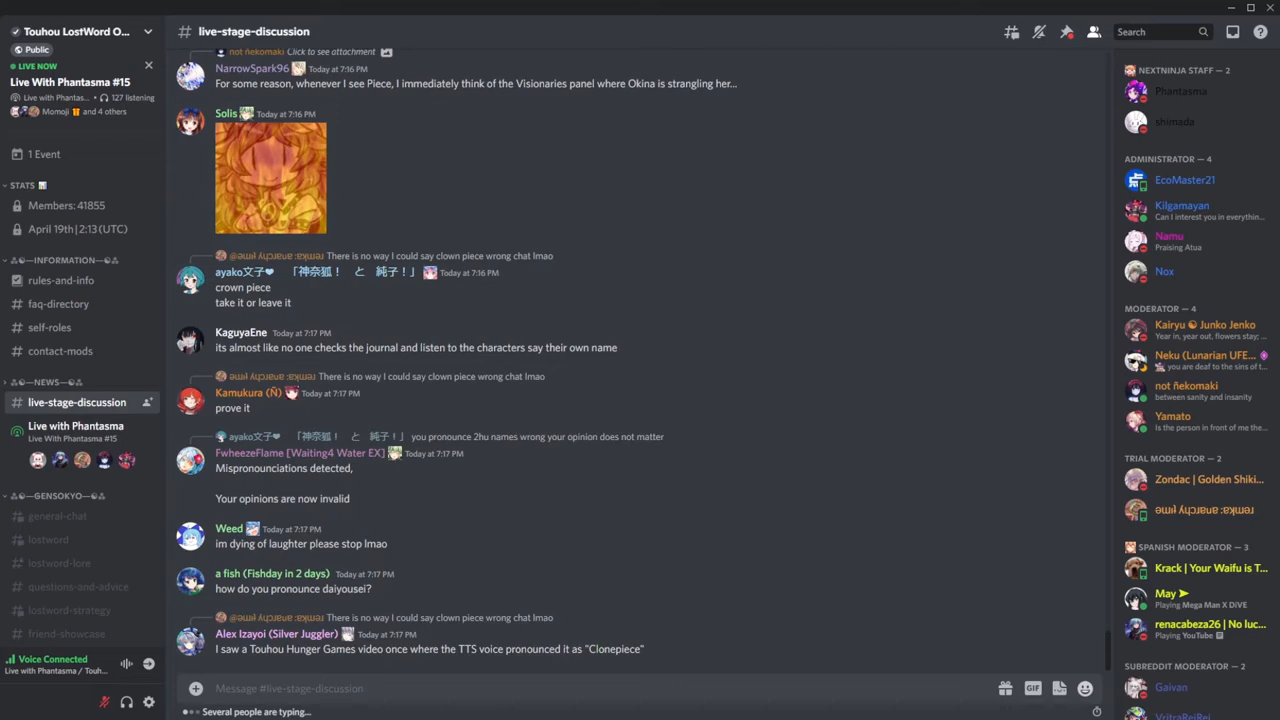 Touhou LostWord O...
Public
LIVE NOW
Live With Phantasma #15
Live with Phantas... 127 listening
Momoji and 4 others
1 Event
STATS
Members: 41855
April 19th| 2:13 (UTC)
INFORMATION
rules-and-info
faq-directory
self-roles
contact-mods
NEWS
live-stage-discussion
Live with Phantasma
Live With Phantasma #15
GENSOKYO
general-chat
lostword
lostword-lore
questions-and-advice
lostword-strategy
friend-showcase
Voice Connected
Live with Phantasma / Touh...
live-stage-discussion
Search
not ñekomaki Click to see attachment
NarrowSpark96 Today at 7:16 PM
For some reason, whenever I see Piece, I immediately think of the Visionaries panel where Okina is strangling her...
Solis Today at 7:16 PM
There is no way I could say clown piece wrong chat lmao
ayako文子❤ 「神奈狐！ と 純子！」 Today at 7:16 PM
crown piece
take it or leave it
KaguyaEne Today at 7:17 PM
its almost like no one checks the journal and listen to the characters say their own name
There is no way I could say clown piece wrong chat lmao
Kamukura (Ñ) Today at 7:17 PM
prove it
ayako文子❤ 「神奈狐！ と 純子！」 you pronounce 2hu names wrong your opinion does not matter
FwheezeFlame [Waiting4 Water EX] Today at 7:17 PM
Mispronounciations detected,
Your opinions are now invalid
Weed Today at 7:17 PM
im dying of laughter please stop lmao
a fish (Fishday in 2 days) Today at 7:17 PM
how do you pronounce daiyousei?
There is no way I could say clown piece wrong chat lmao
Alex Izayoi (Silver Juggler) Today at 7:17 PM
I saw a Touhou Hunger Games video once where the TTS voice pronounced it as "Clonepiece"
Message #live-stage-discussion
GIF
Several people are typing...
NEXTNINJA STAFF — 2
Phantasma
shimada
ADMINISTRATOR — 4
EcoMaster21
Kilgamayan
Can I interest you in everythin...
Namu
Praising Atua
Nox
MODERATOR — 4
Kairyu ☯ Junko Jenko
Year in, year out, flowers stay; ...
Neku (Lunarian UFE...
you are deal to the sins of t...
not ñekomaki
between sanity and insanity
Yamato
Is the person in front of me the...
TRIAL MODERATOR — 2
Zondac | Golden Shiki...
SPANISH MODERATOR — 3
Krack | Your Waifu is T...
May ➤
Playing Mega Man X DiVE
renacabeza26 | No luc...
Playing YouTube
SUBREDDIT MODERATOR — 2
Gaivan
VritraReiRei